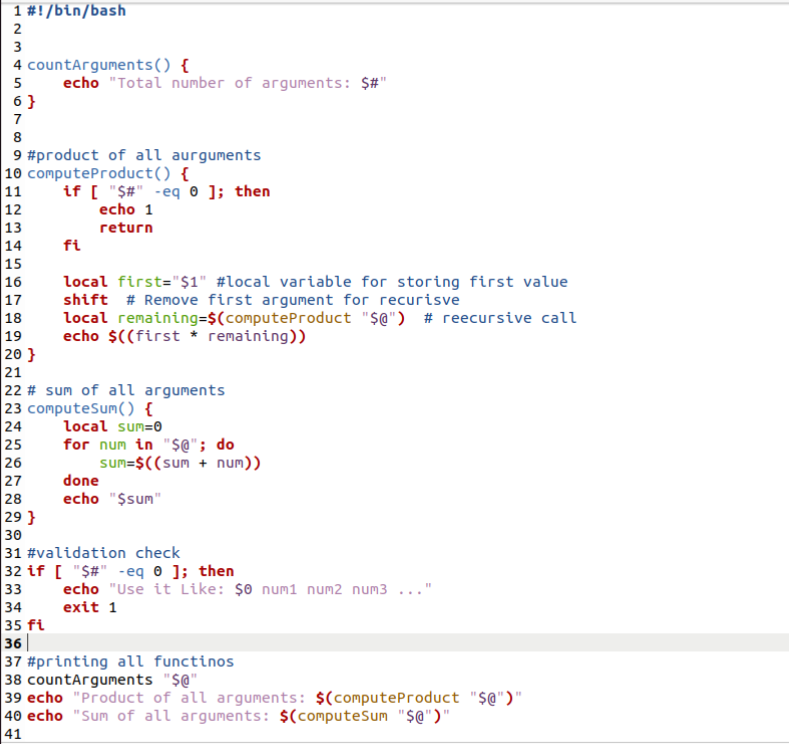 1 #!/bin/bash
2
3
4 countArguments() {
5     echo "Total number of arguments: $#"
6 }
7
8
9 #product of all aurguments
10 computeProduct() {
11     if [ "$#" -eq 0 ]; then
12         echo 1
13         return
14     fi
15
16     local first="$1" #local variable for storing first value
17     shift  # Remove first argument for recurisve
18     local remaining=$(computeProduct "$@")  # reecursive call
19     echo $((first * remaining))
20 }
21
22 # sum of all arguments
23 computeSum() {
24     local sum=0
25     for num in "$@"; do
26         sum=$((sum + num))
27     done
28     echo "$sum"
29 }
30
31 #validation check
32 if [ "$#" -eq 0 ]; then
33     echo "Use it Like: $0 num1 num2 num3 ..."
34     exit 1
35 fi
36
37 #printing all functinos
38 countArguments "$@"
39 echo "Product of all arguments: $(computeProduct "$@")"
40 echo "Sum of all arguments: $(computeSum "$@")"
41